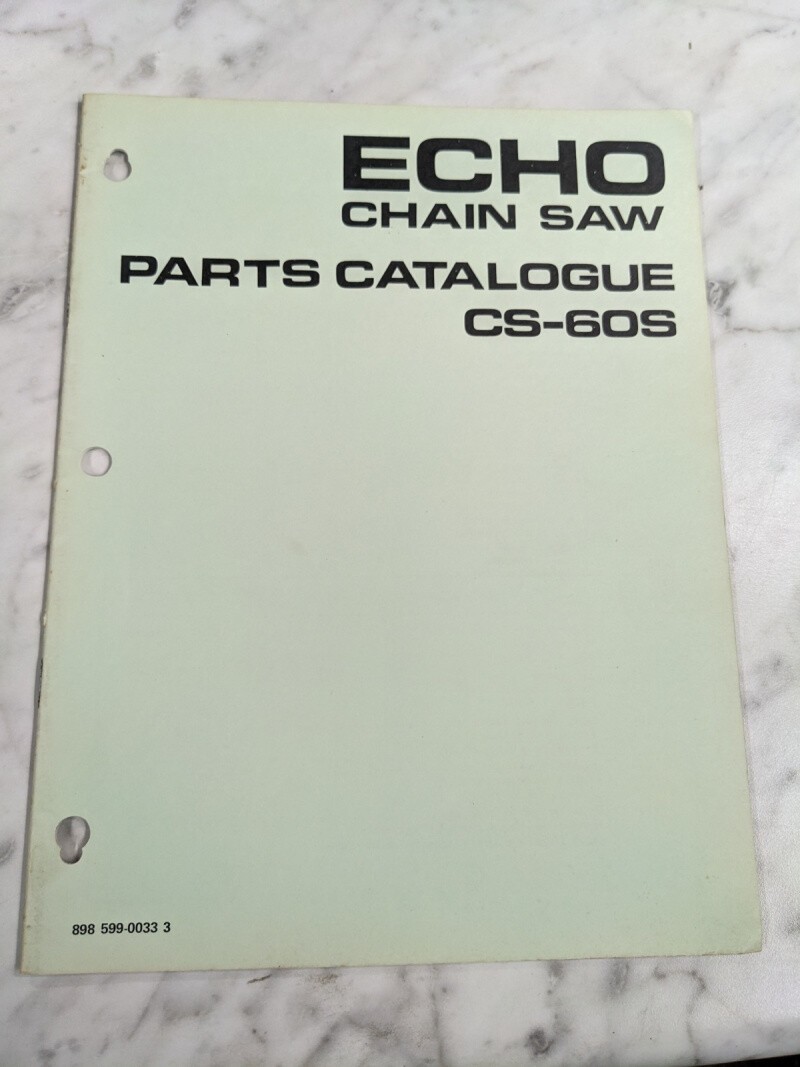 ECHO
CHAIN SAW
PARTS CATALOGUE
CS-60S
898 599-0033 3